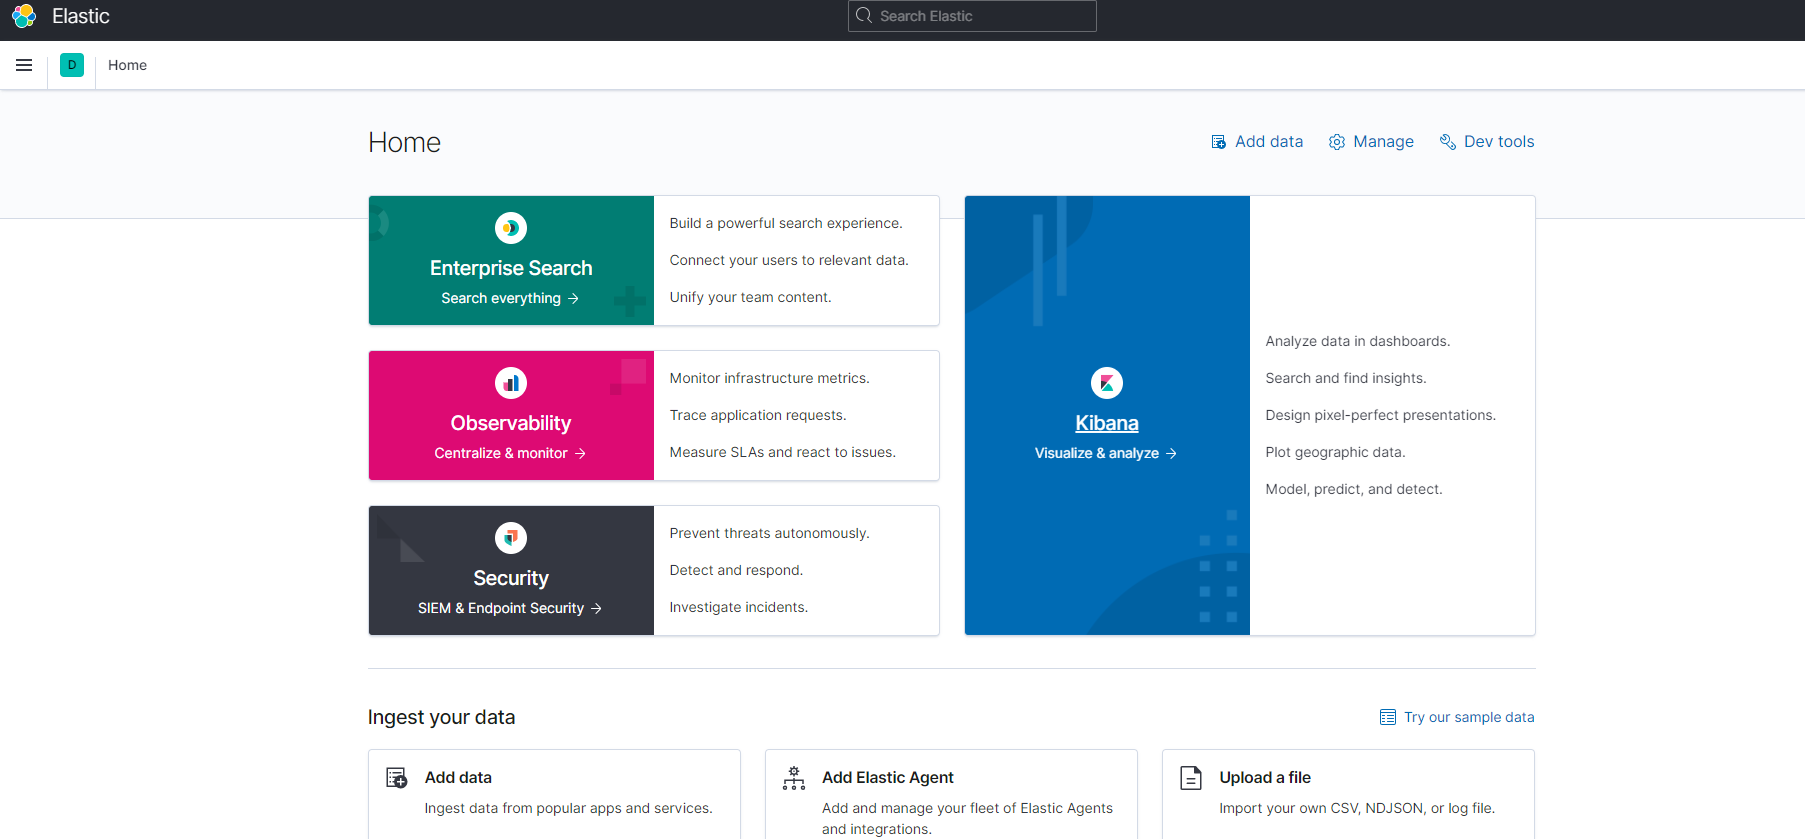 Elastic
Search Elastic
D
Home
Home
Add data
Manage
Dev tools
Enterprise Search
Search everything →
Build a powerful search experience.
Connect your users to relevant data.
Unify your team content.
Observability
Centralize & monitor →
Monitor infrastructure metrics.
Trace application requests.
Measure SLAs and react to issues.
Security
SIEM & Endpoint Security →
Prevent threats autonomously.
Detect and respond.
Investigate incidents.
Kibana
Visualize & analyze →
Analyze data in dashboards.
Search and find insights.
Design pixel-perfect presentations.
Plot geographic data.
Model, predict, and detect.
Ingest your data
Try our sample data
Add data
Ingest data from popular apps and services.
Add Elastic Agent
Add and manage your fleet of Elastic Agents
and integrations.
Upload a file
Import your own CSV, NDJSON, or log file.